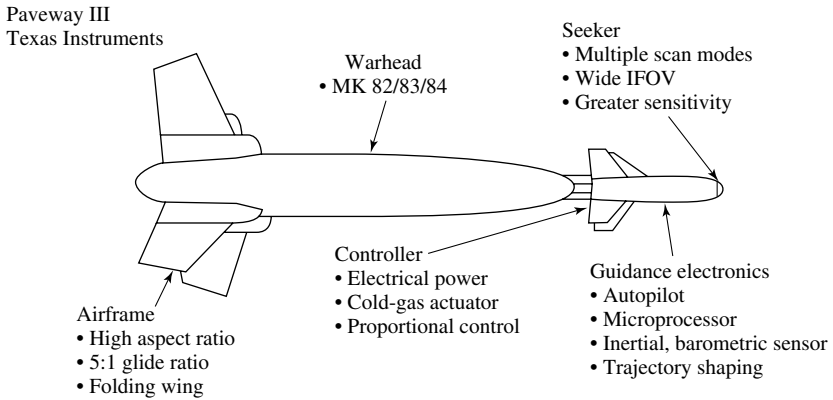 Paveway III
Texas Instruments
Warhead
• MK 82/83/84
Seeker
• Multiple scan modes
• Wide IFOV
• Greater sensitivity
Controller
• Electrical power
• Cold-gas actuator
• Proportional control
Guidance electronics
• Autopilot
• Microprocessor
• Inertial, barometric sensor
• Trajectory shaping
Airframe
• High aspect ratio
• 5:1 glide ratio
• Folding wing